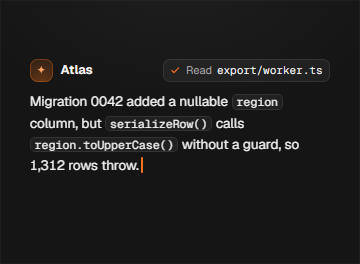 Atlas
Read export/worker.ts
Migration 0042 added a nullable region
column, but serializeRow() calls
region.toUpperCase() without a guard, so
1,312 rows throw.